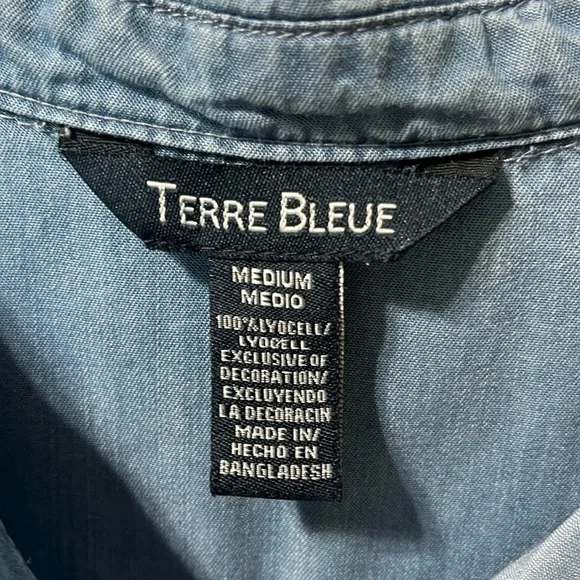 TERRE BLEUE
MEDIUM
MEDIO
100%LYOCELL/
LYOCELL
EXCLUSIVE OF
DECORATION/
EXCLUYENDO
LA DECORACIN
MADE IN/
HECHO EN
BANGLADESH